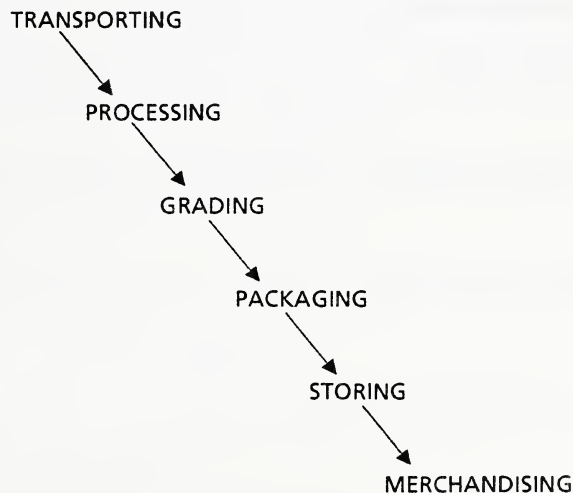 TRANSPORTING
PROCESSING
GRADING
PACKAGING
STORING
MERCHANDISING